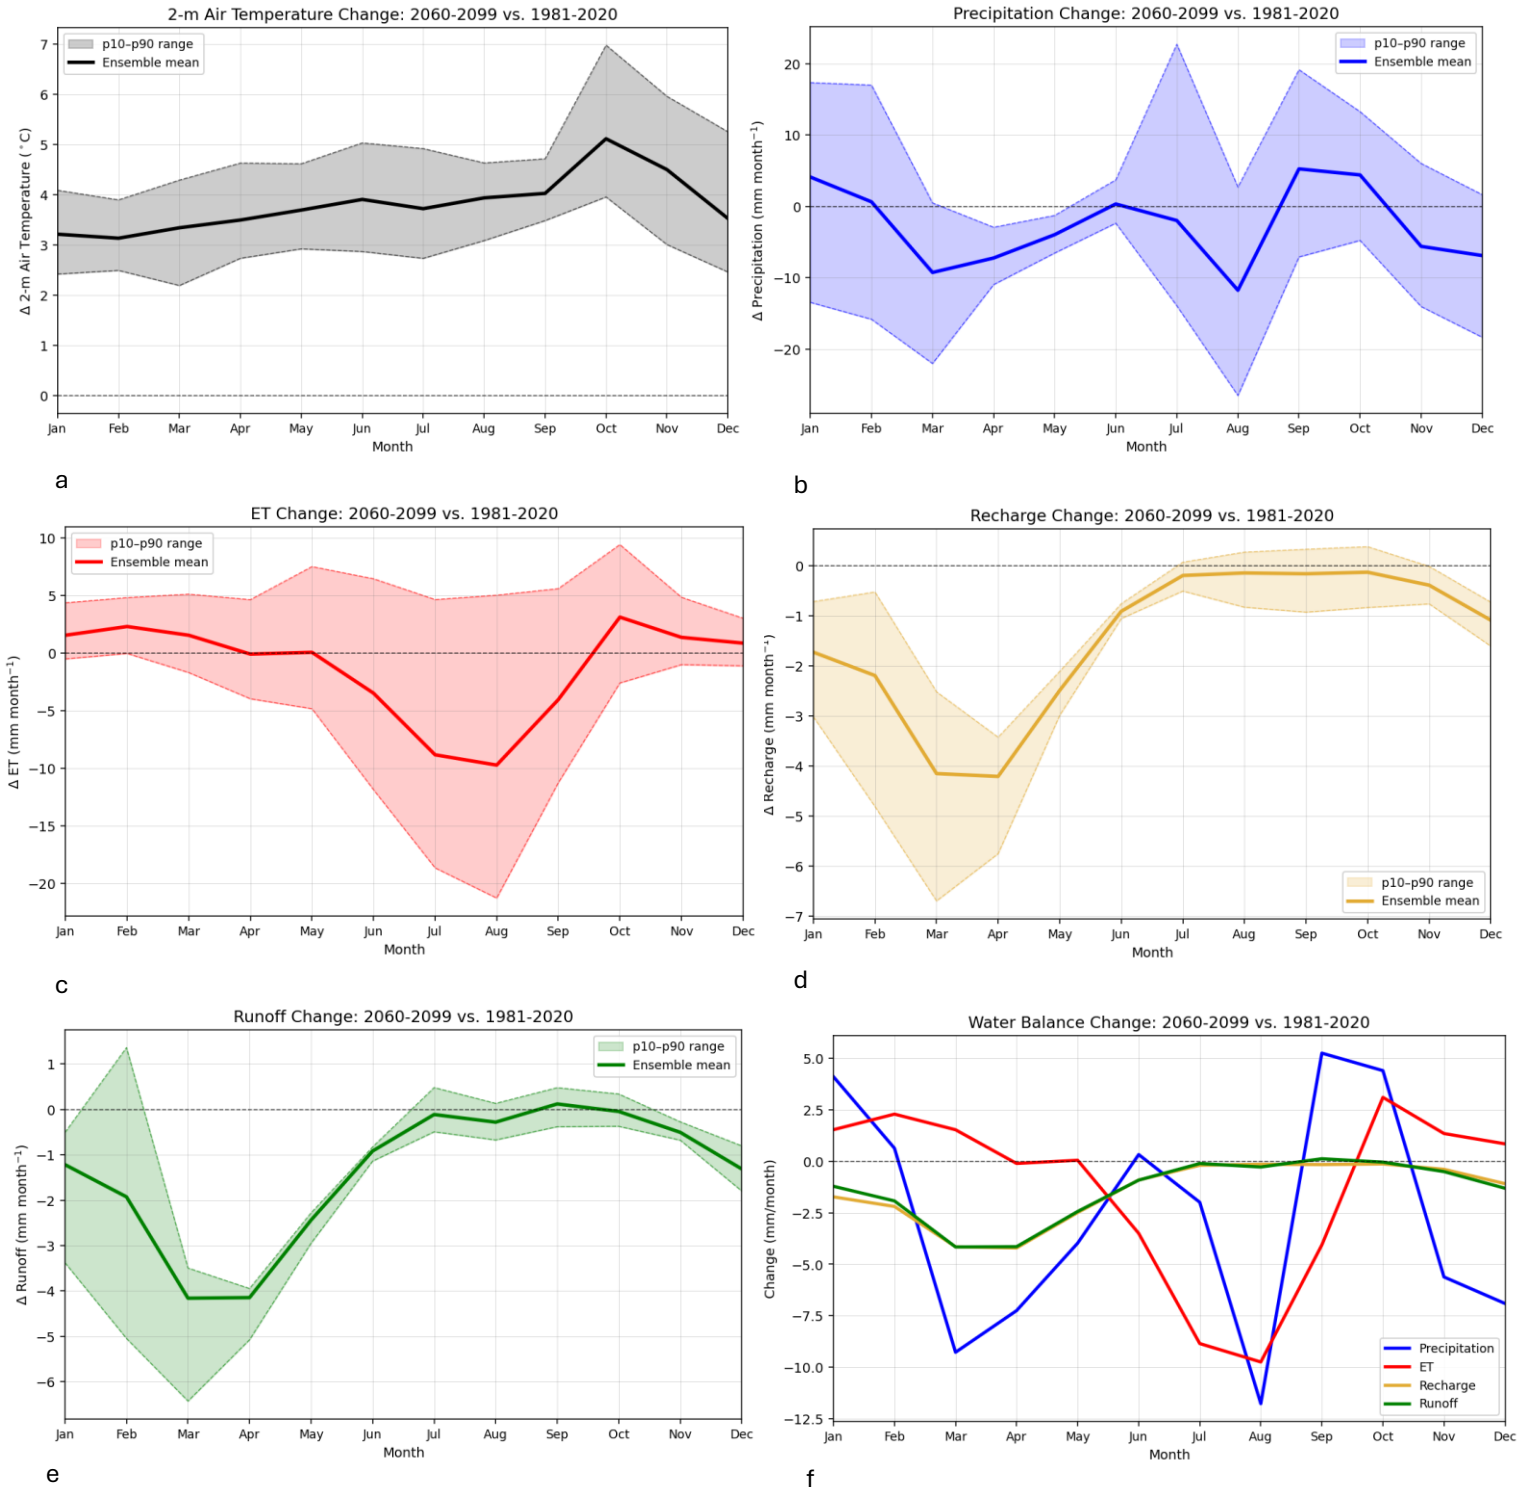 2-m Air Temperature Change: 2060-2099 vs. 1981-2020
p10–p90 range
Ensemble mean
Δ 2-m Air Temperature (°C)
7
6
5
4
3
2
1
0
Jan Feb Mar Apr May Jun Jul Aug Sep Oct Nov Dec
Month
a
Precipitation Change: 2060-2099 vs. 1981-2020
p10–p90 range
Ensemble mean
Δ Precipitation (mm month⁻¹)
20
10
0
−10
−20
Jan Feb Mar Apr May Jun Jul Aug Sep Oct Nov Dec
Month
b
ET Change: 2060-2099 vs. 1981-2020
p10–p90 range
Ensemble mean
Δ ET (mm month⁻¹)
10
5
0
−5
−10
−15
−20
Jan Feb Mar Apr May Jun Jul Aug Sep Oct Nov Dec
Month
c
Recharge Change: 2060-2099 vs. 1981-2020
Δ Recharge (mm month⁻¹)
0
−1
−2
−3
−4
−5
−6
−7
p10–p90 range
Ensemble mean
Jan Feb Mar Apr May Jun Jul Aug Sep Oct Nov Dec
Month
d
Runoff Change: 2060-2099 vs. 1981-2020
p10–p90 range
Ensemble mean
Δ Runoff (mm month⁻¹)
1
0
−1
−2
−3
−4
−5
−6
Jan Feb Mar Apr May Jun Jul Aug Sep Oct Nov Dec
Month
e
Water Balance Change: 2060-2099 vs. 1981-2020
Change (mm/month)
5.0
2.5
0.0
−2.5
−5.0
−7.5
−10.0
−12.5
Precipitation
ET
Recharge
Runoff
Jan Feb Mar Apr May Jun Jul Aug Sep Oct Nov Dec
Month
f